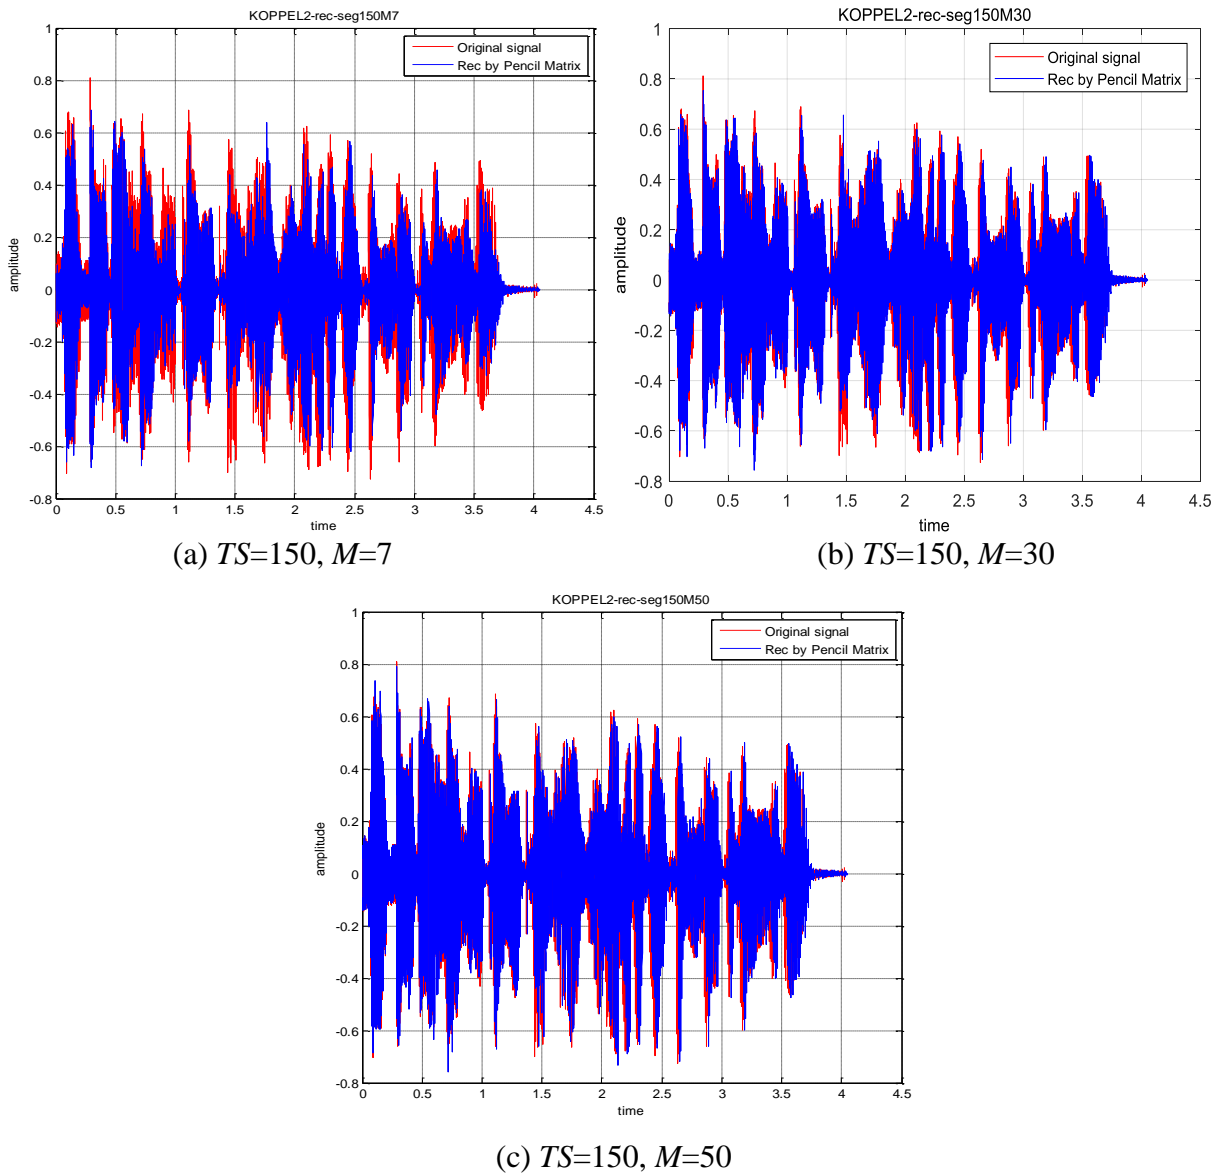 KOPPEL2-rec-seg150M7
Original signal
Rec by Pencil Matrix
1
0.8
0.6
0.4
0.2
0
-0.2
-0.4
-0.6
-0.8
amplitude
0 0.5 1 1.5 2 2.5 3 3.5 4 4.5
time
(a) TS=150, M=7
KOPPEL2-rec-seg150M30
Original signal
Rec by Pencil Matrix
1
0.8
0.6
0.4
0.2
0
-0.2
-0.4
-0.6
-0.8
amplitude
0 0.5 1 1.5 2 2.5 3 3.5 4 4.5
time
(b) TS=150, M=30
KOPPEL2-rec-seg150M50
Original signal
Rec by Pencil Matrix
1
0.8
0.6
0.4
0.2
0
-0.2
-0.4
-0.6
-0.8
amplitude
0 0.5 1 1.5 2 2.5 3 3.5 4 4.5
time
(c) TS=150, M=50